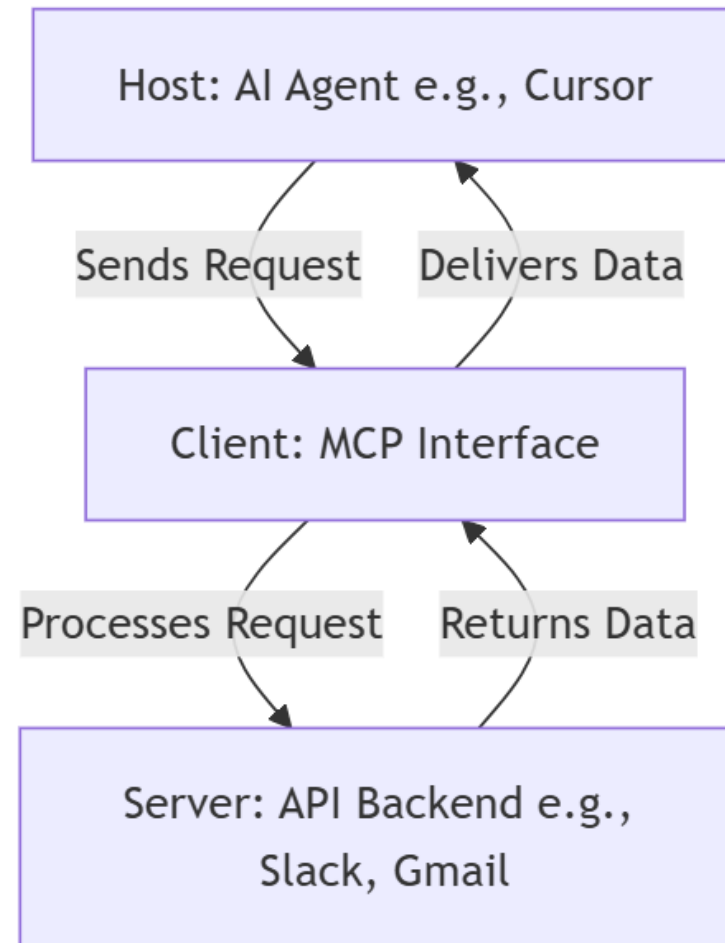 Host: AI Agent e.g., Cursor
Sends Request
Delivers Data
Client: MCP Interface
Processes Request
Returns Data
Server: API Backend e.g.,
Slack, Gmail